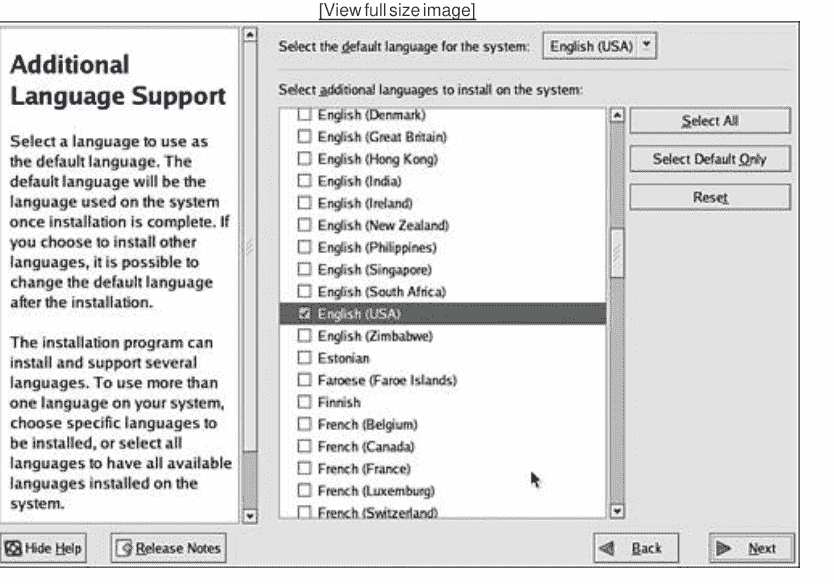 [View full size image]
Additional
Language Support
Select a language to use as
the default language. The
default language will be the
language used on the system
once installation is complete. If
you choose to install other
languages, it is possible to
change the default language
after the installation.
The installation program can
install and support several
languages. To use more than
one language on your system,
choose specific languages to
be installed, or select all
languages to have all available
languages installed on the
system.
Select the default language for the system: English (USA)
Select additional languages to install on the system:
English (Denmark)
English (Great Britain)
English (Hong Kong)
English (India)
English (Ireland)
English (New Zealand)
English (Philippines)
English (Singapore)
English (South Africa)
English (USA)
English (Zimbabwe)
Estonian
Faroese (Faroe Islands)
Finnish
French (Belgium)
French (Canada)
French (France)
French (Luxemburg)
French (Switzerland)
Select All
Select Default Only
Reset
Hide Help
Release Notes
Back
Next